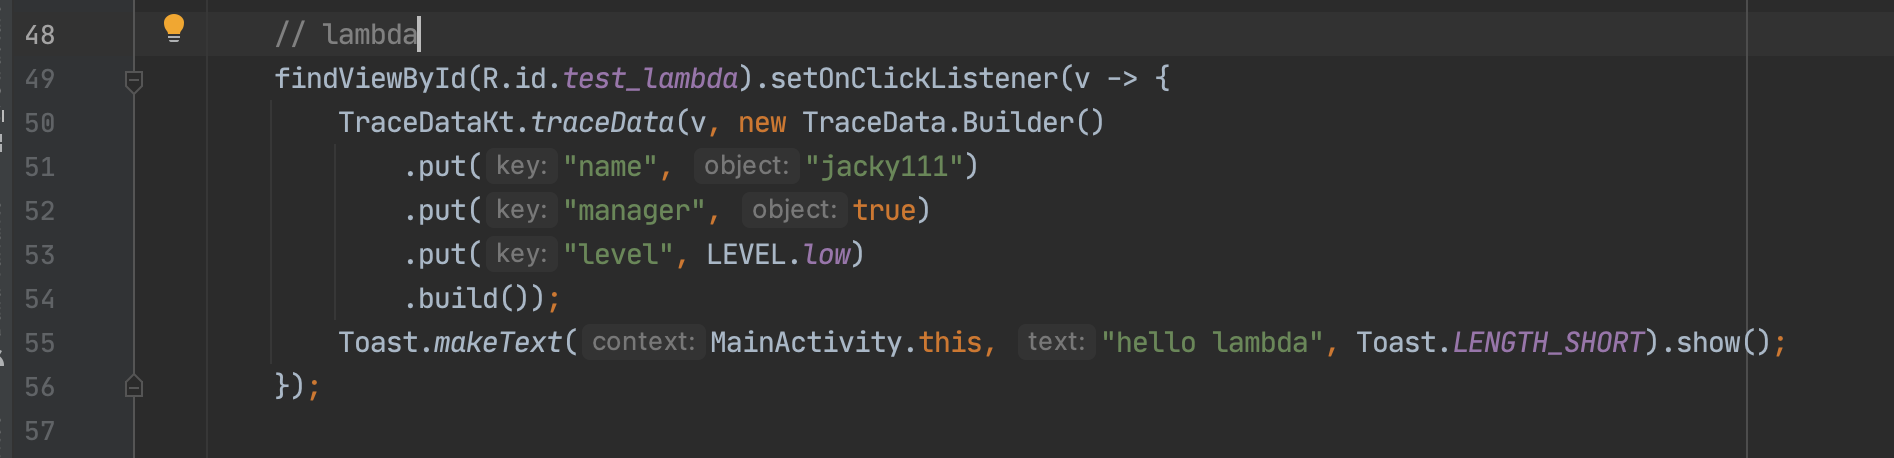 48 // lambda
49 findViewById(R.id.test_lambda).setOnClickListener(v -> {
50 TraceDataKt.traceData(v, new TraceData.Builder()
51 .put( key: "name", object: "jacky111")
52 .put( key: "manager", object: true)
53 .put( key: "level", LEVEL.low)
54 .build());
55 Toast.makeText( context: MainActivity.this, text: "hello lambda", Toast.LENGTH_SHORT).show();
56 });
57